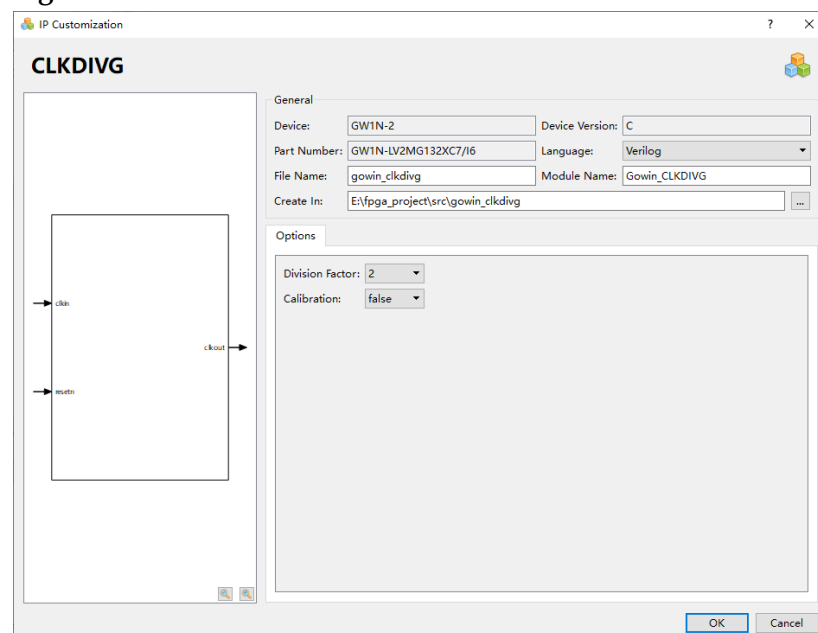 IP Customization ? ×
CLKDIVG
General
Device: GW1N-2 Device Version: C
Part Number: GW1N-LV2MG132XC7/I6 Language: Verilog
File Name: gowin_clkdivg Module Name: Gowin_CLKDIVG
Create In: E:\fpga_project\src\gowin_clkdivg ...
Options
Division Factor: 2
Calibration: false
clkin
clkout
resetn
OK Cancel